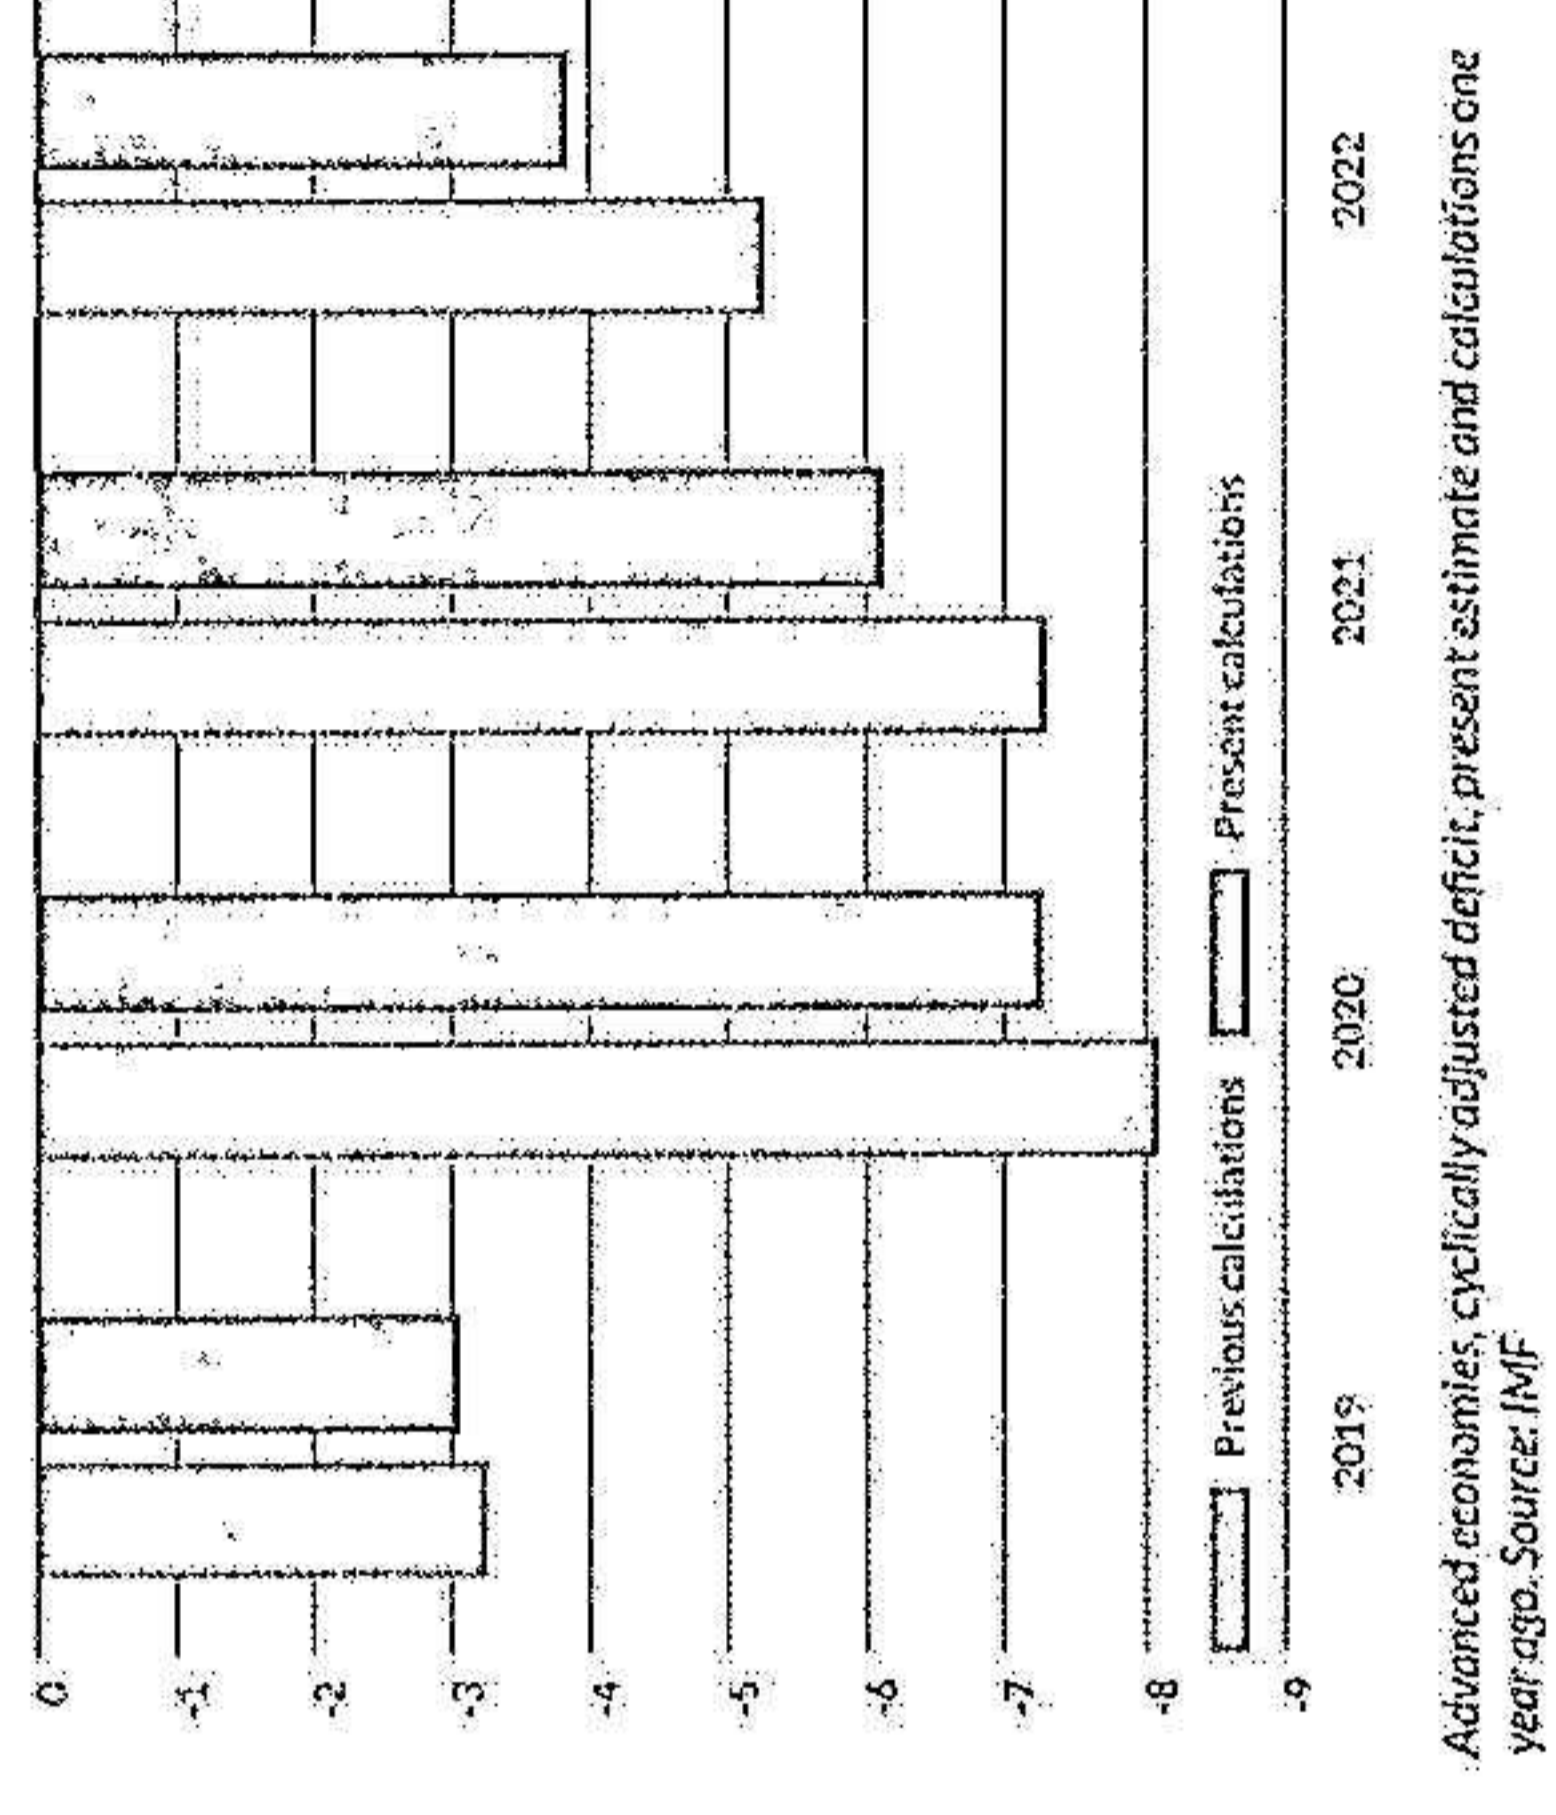 0
-1
-2
-3
-4
-5
-6
-7
-8
-9
Previous calculations Present calculations
2019 2020 2021 2022
Advanced economies, cyclically adjusted deficit, present estimate and calculations one
year ago. Source: IMF